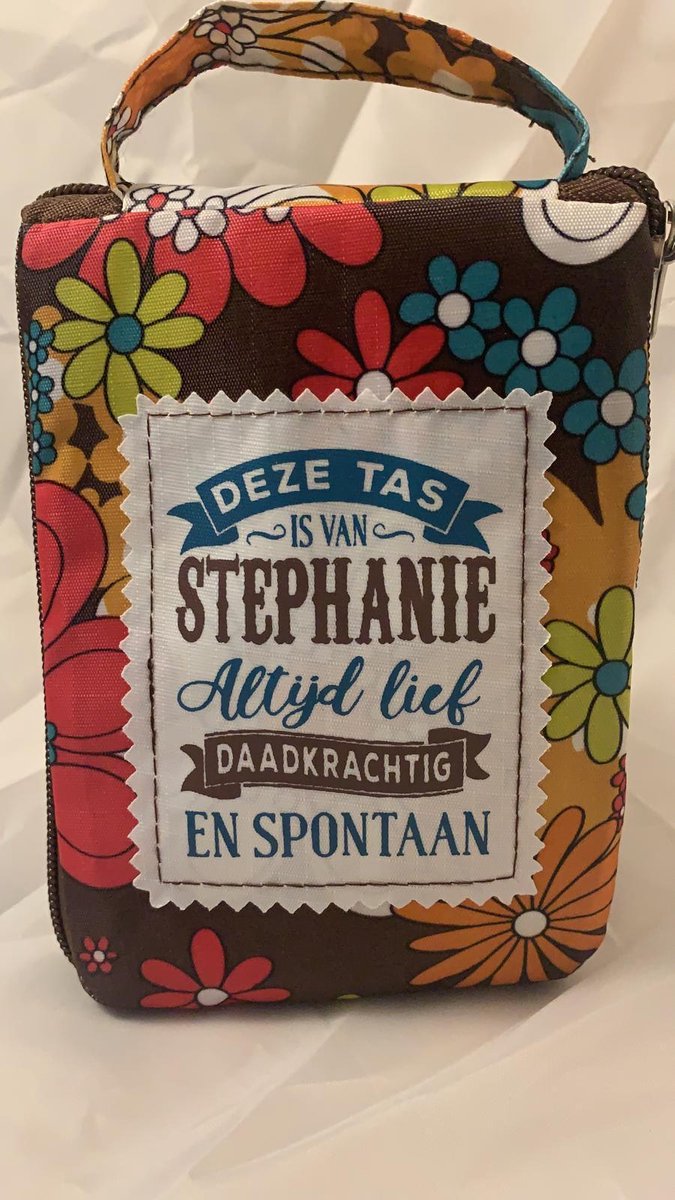 DEZE TAS
IS VAN
STEPHANIE
Altijd lief
DAADKRACHTIG
EN SPONTAAN